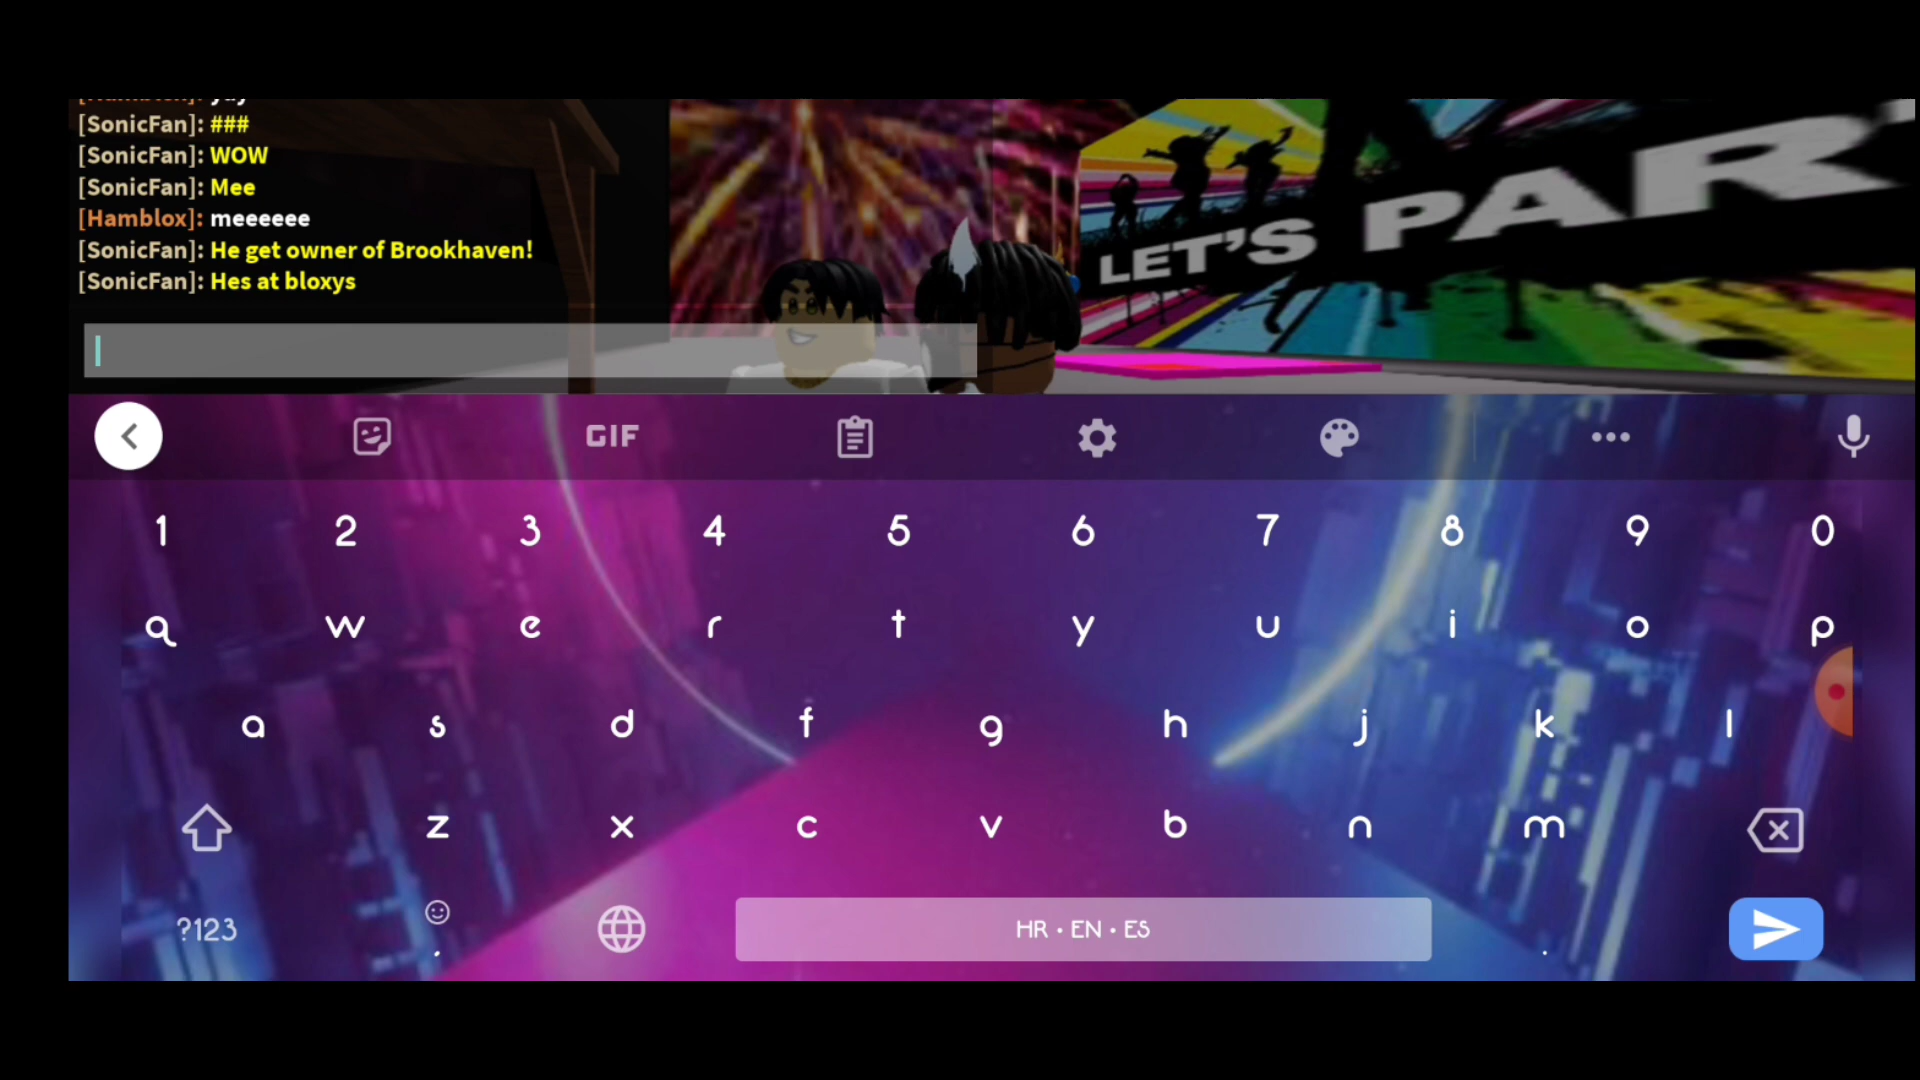 [SonicFan]: ###
[SonicFan]: WOW
[SonicFan]: Mee
[Hamblox]: meeeeee
[SonicFan]: He get owner of Brookhaven!
[SonicFan]: Hes at bloxys
LET'S PAR
GIF
1 2 3 4 5 6 7 8 9 0
q w e r t y u i o p
a s d f g h j k l
z x c v b n m
?123 , HR • EN • ES .